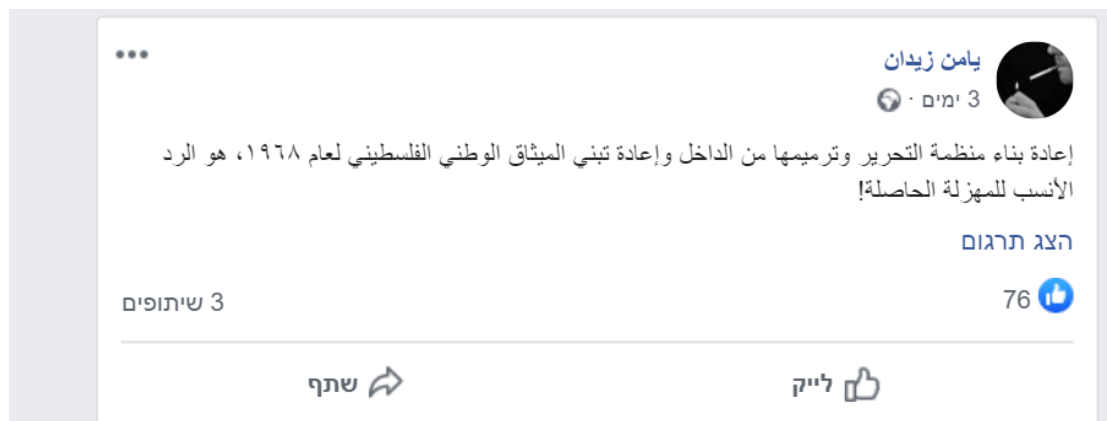 يامن زيدان
3 ימים ·
إعادة بناء منظمة التحرير وترميمها من الداخل وإعادة تبني الميثاق الوطني الفلسطيني لعام ١٩٦٨، هو الرد
الأنسب للمهزلة الحاصلة!
הצג תרגום
76
3 שיתופים
לייק
שתף